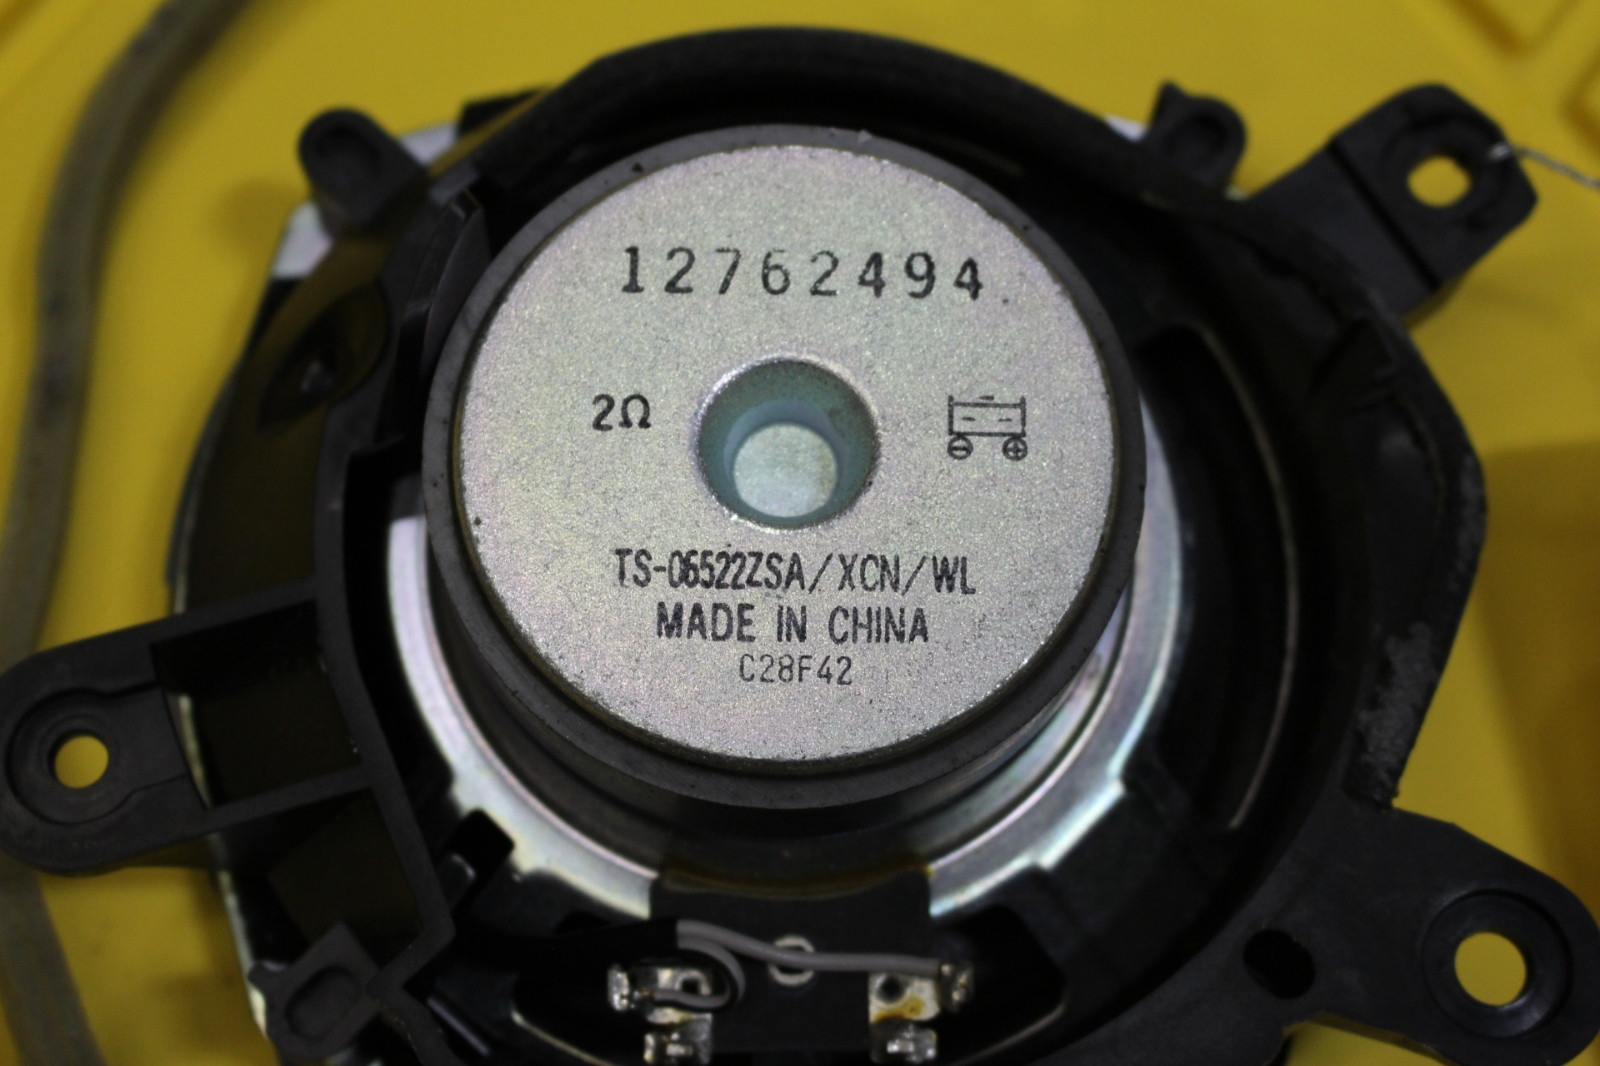 12762494
2Ω
TS-06522ZSA/XCN/WL
MADE IN CHINA
C28F42